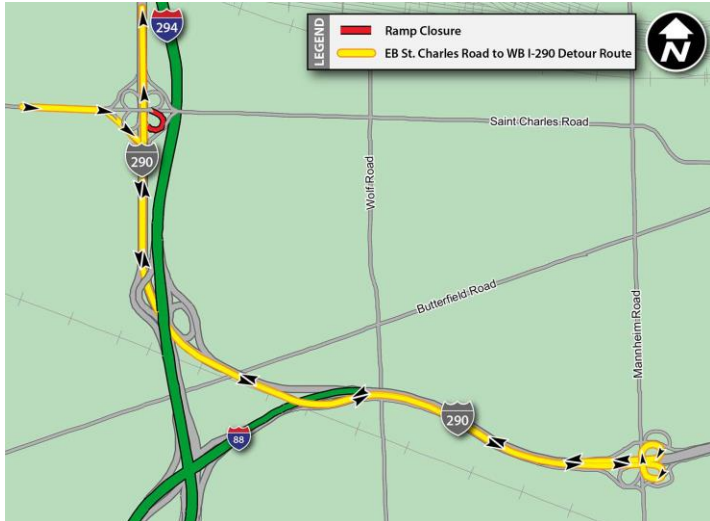 294
LEGEND
Ramp Closure
EB St. Charles Road to WB I-290 Detour Route
N
Saint Charles Road
290
Wolf Road
Butterfield Road
Mannheim Road
290
88